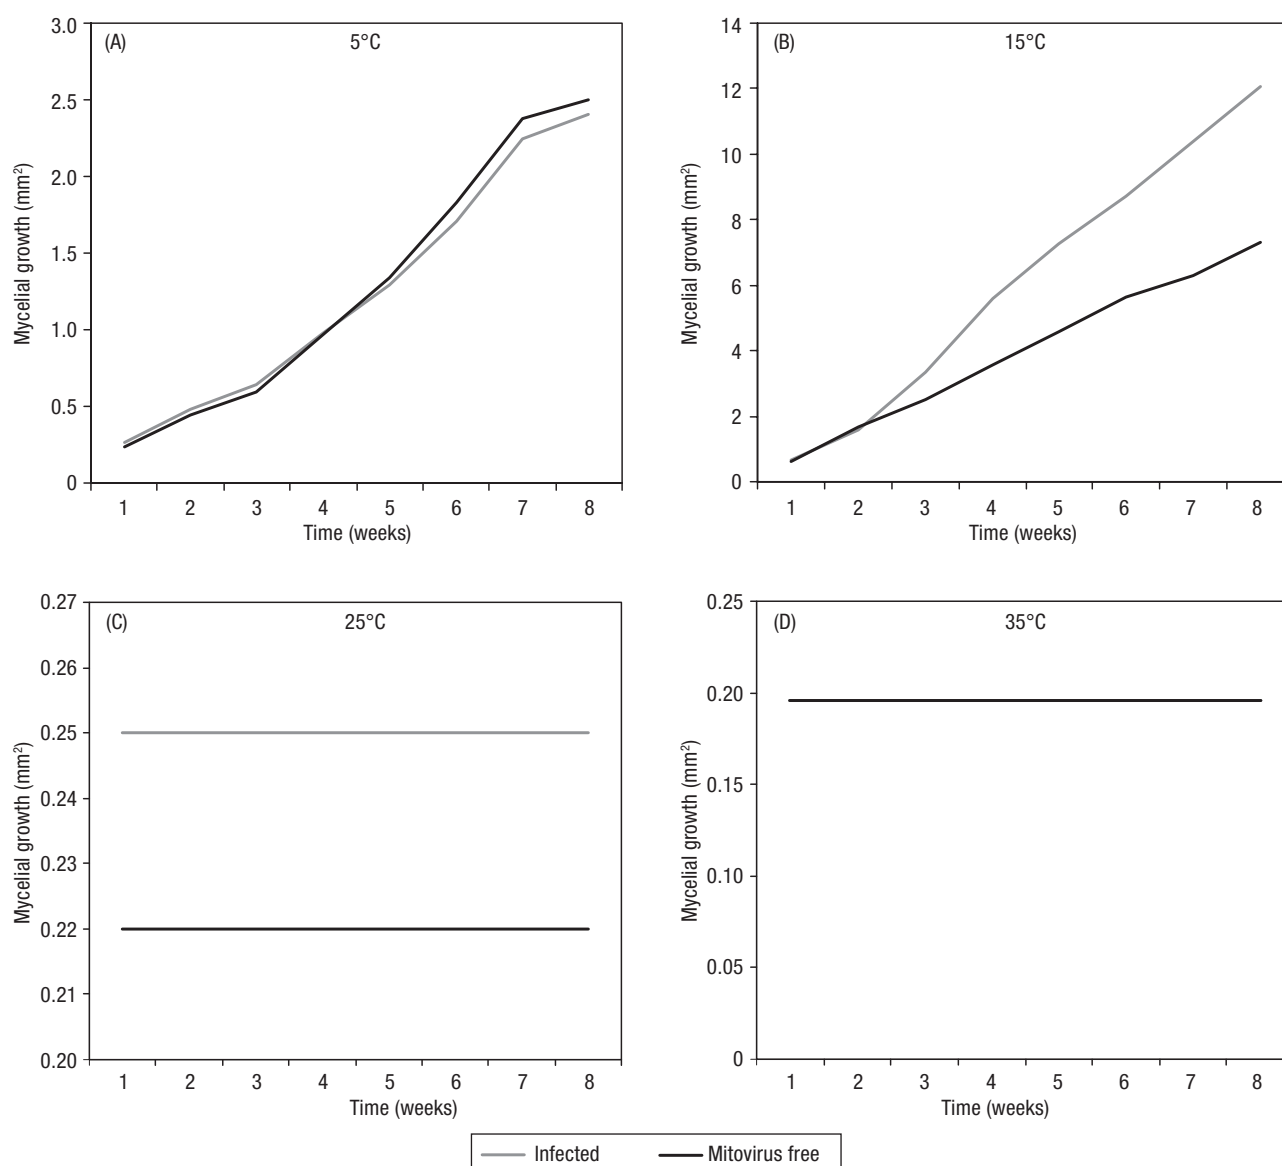 (A) 5°C
3.0
2.5
2.0
1.5
1.0
0.5
0
Mycelial growth (mm²)
1 2 3 4 5 6 7 8
Time (weeks)
(B) 15°C
14
12
10
8
6
4
2
0
Mycelial growth (mm²)
1 2 3 4 5 6 7 8
Time (weeks)
(C) 25°C
0.27
0.26
0.25
0.24
0.23
0.22
0.21
0.20
Mycelial growth (mm²)
1 2 3 4 5 6 7 8
Time (weeks)
(D) 35°C
0.25
0.20
0.15
0.10
0.05
0
Mycelial growth (mm²)
1 2 3 4 5 6 7 8
Time (weeks)
Infected Mitovirus free